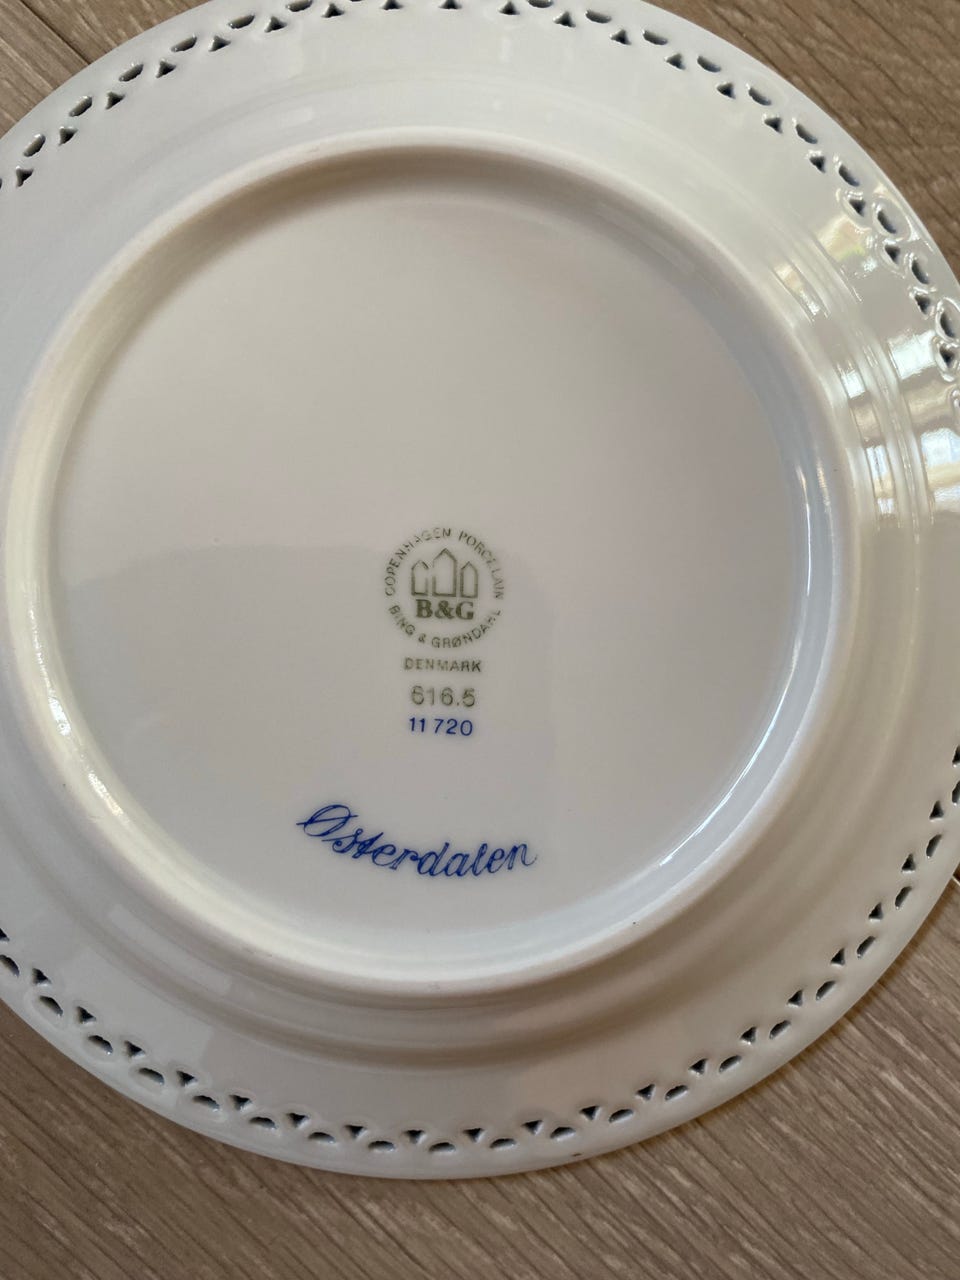 COPENHAGEN PORCELAIN
B&G
BING & GRØNDAHL
DENMARK
616.5
11720
Østerdalen